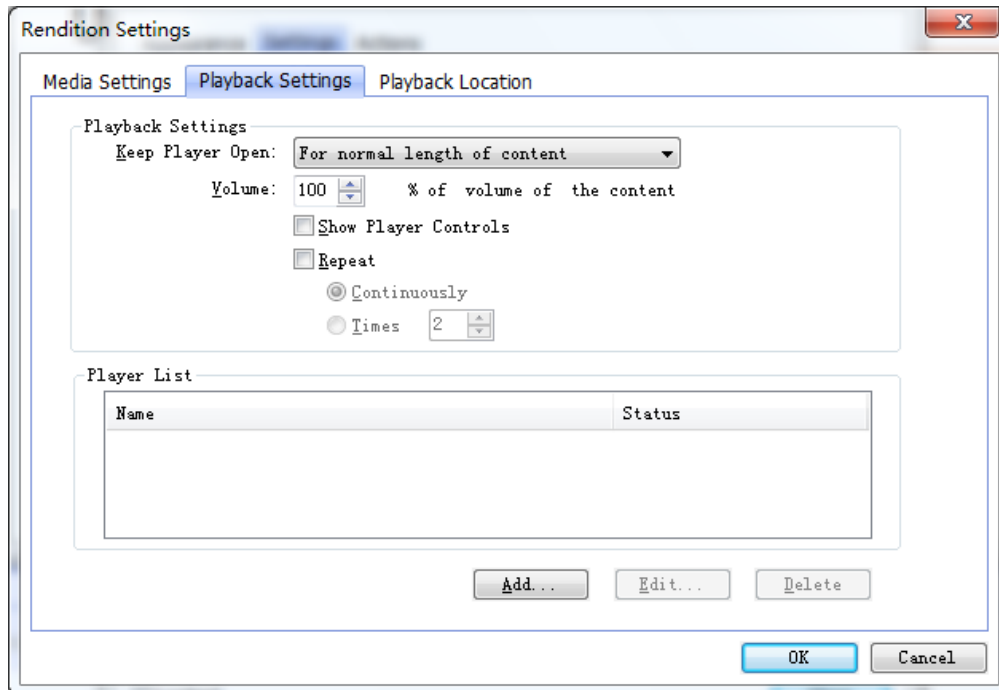 Rendition Settings
Media Settings Playback Settings Playback Location
Playback Settings
Keep Player Open: For normal length of content
Volume: 100 % of volume of the content
Show Player Controls
Repeat
Continuously
Times 2
Player List
Name Status
Add... Edit... Delete
OK Cancel